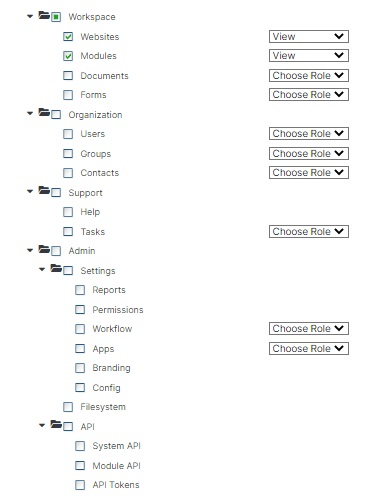 Workspace
Websites View
Modules View
Documents Choose Role
Forms Choose Role
Organization
Users Choose Role
Groups Choose Role
Contacts Choose Role
Support
Help
Tasks Choose Role
Admin
Settings
Reports
Permissions
Workflow Choose Role
Apps Choose Role
Branding
Config
Filesystem
API
System API
Module API
API Tokens